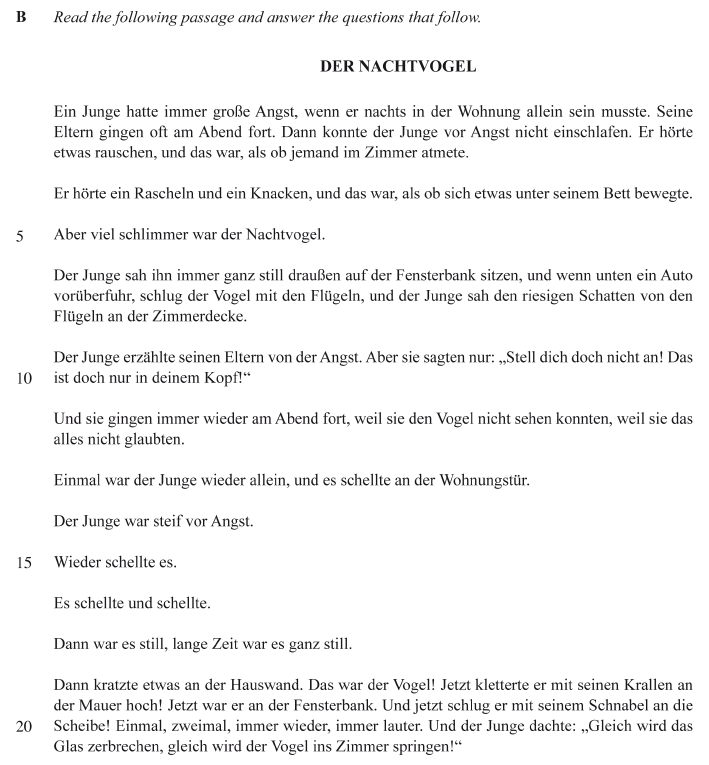 B Read the following passage and answer the questions that follow.
DER NACHTVOGEL
Ein Junge hatte immer große Angst, wenn er nachts in der Wohnung allein sein musste. Seine
Eltern gingen oft am Abend fort. Dann konnte der Junge vor Angst nicht einschlafen. Er hörte
etwas rauschen, und das war, als ob jemand im Zimmer atmete.
Er hörte ein Rascheln und ein Knacken, und das war, als ob sich etwas unter seinem Bett bewegte.
5 Aber viel schlimmer war der Nachtvogel.
Der Junge sah ihn immer ganz still draußen auf der Fensterbank sitzen, und wenn unten ein Auto
vorüberfuhr, schlug der Vogel mit den Flügeln, und der Junge sah den riesigen Schatten von den
Flügeln an der Zimmerdecke.
Der Junge erzählte seinen Eltern von der Angst. Aber sie sagten nur: „Stell dich doch nicht an! Das
10 ist doch nur in deinem Kopf!“
Und sie gingen immer wieder am Abend fort, weil sie den Vogel nicht sehen konnten, weil sie das
alles nicht glaubten.
Einmal war der Junge wieder allein, und es schellte an der Wohnungstür.
Der Junge war steif vor Angst.
15 Wieder schellte es.
Es schellte und schellte.
Dann war es still, lange Zeit war es ganz still.
Dann kratzte etwas an der Hauswand. Das war der Vogel! Jetzt kletterte er mit seinen Krallen an
der Mauer hoch! Jetzt war er an der Fensterbank. Und jetzt schlug er mit seinem Schnabel an die
20 Scheibe! Einmal, zweimal, immer wieder, immer lauter. Und der Junge dachte: „Gleich wird das
Glas zerbrechen, gleich wird der Vogel ins Zimmer springen!“